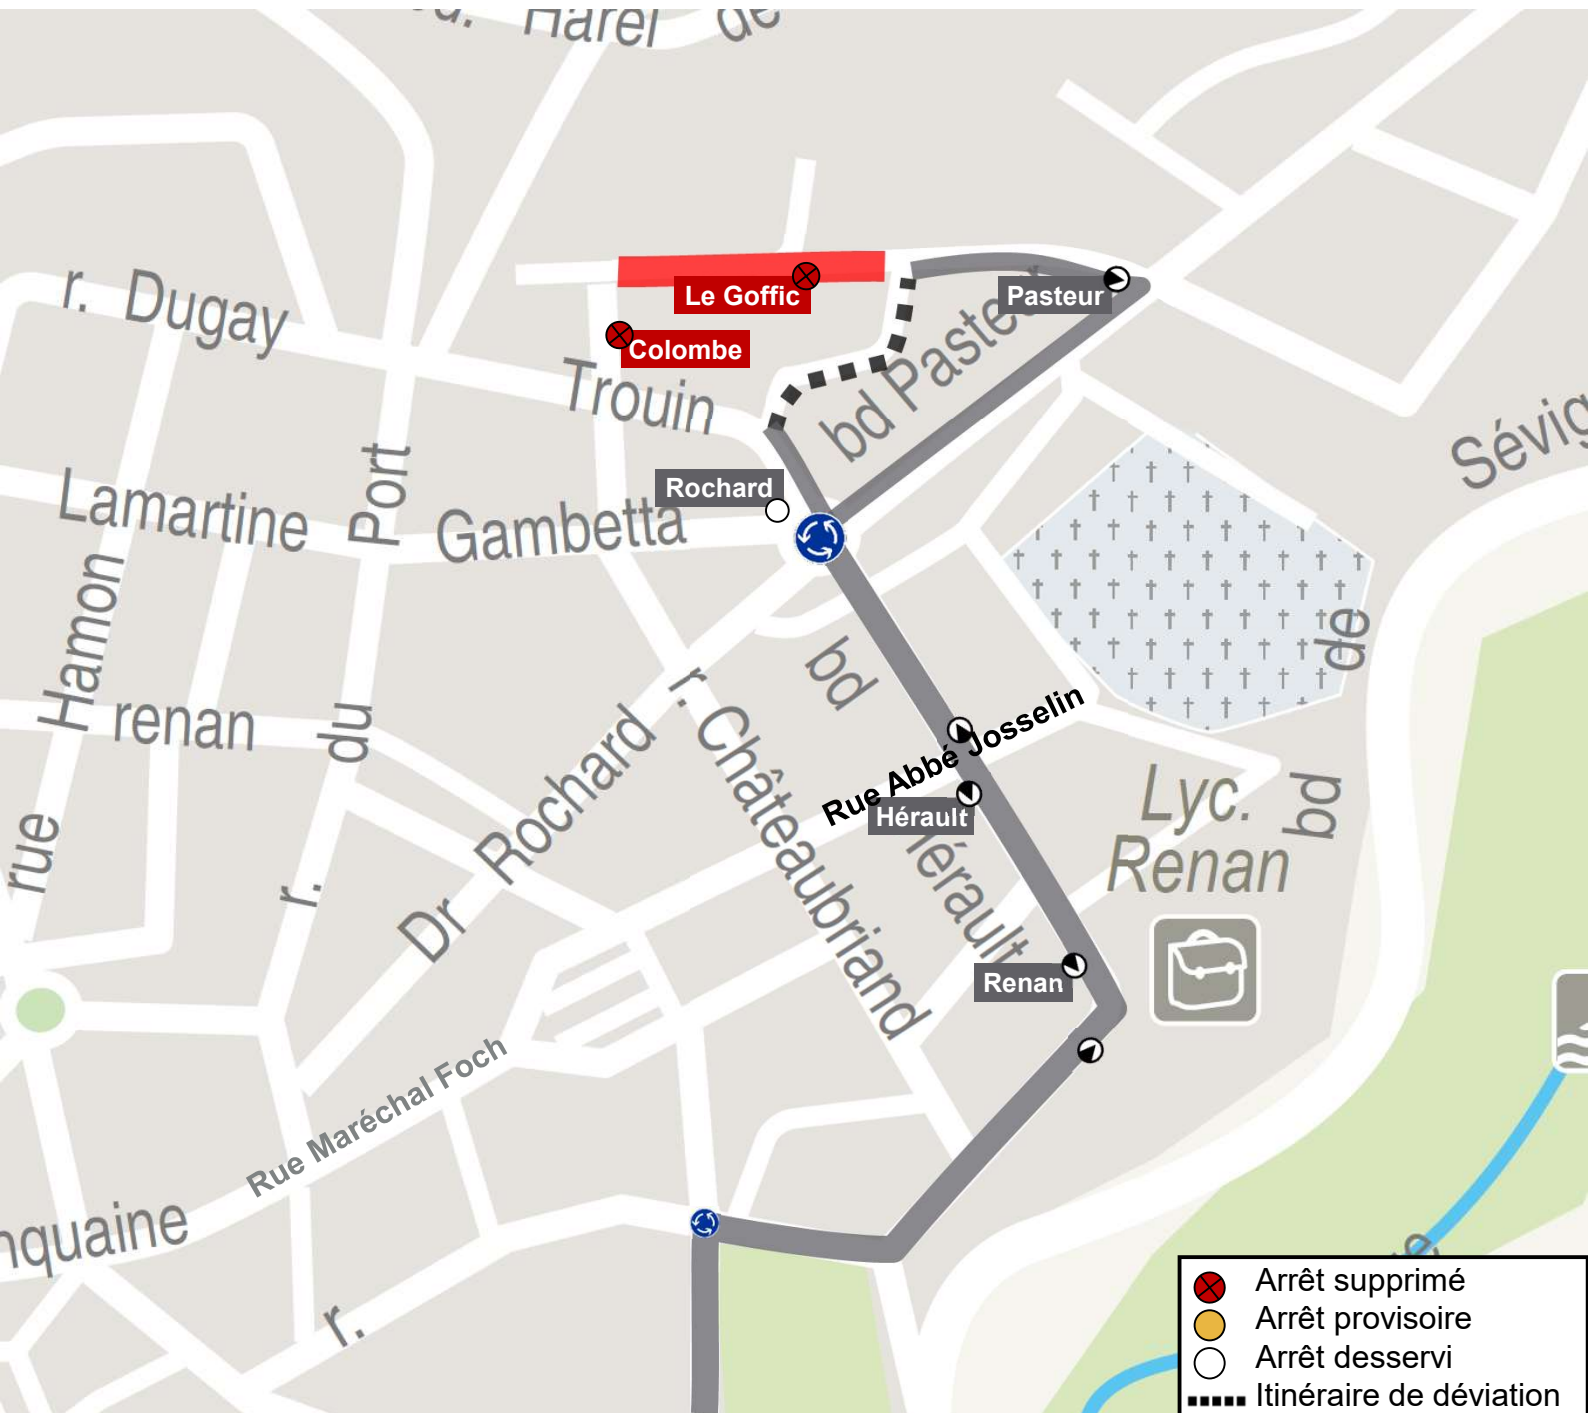 Harel de
r. Dugay
Trouin
Le Goffic
Colombe
Pasteur
bd Pasteur
Rochard
Lamartine
Gambetta
Port
du
r.
Hamon
rue
renan
Dr Rochard
r. Châteaubriand
bd
Hérault
Rue Abbé Josselin
Renan
Lyc.
Renan
bd
de
Rue Maréchal Foch
nquaine
r.
Arrêt supprimé
Arrêt provisoire
Arrêt desservi
Itinéraire de déviation